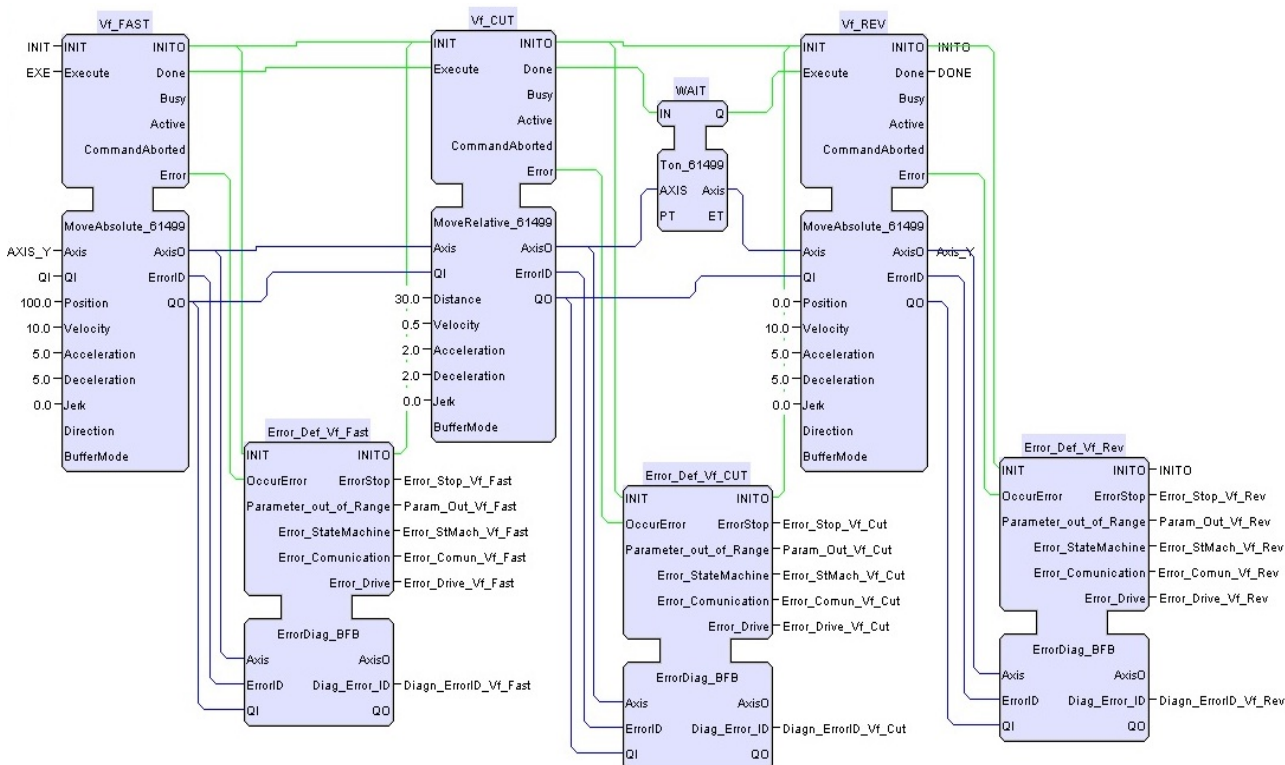 Vf_FAST
INIT
EXE
INIT
INITO
Execute
Done
Busy
Active
CommandAborted
Error
MoveAbsolute_61499
AXIS_Y
QI
100.0
10.0
5.0
5.0
0.0
Axis
AxisO
QI
ErrorID
Position
QO
Velocity
Acceleration
Deceleration
Jerk
Direction
BufferMode
Vf_CUT
INIT
INITO
Execute
Done
Busy
Active
CommandAborted
Error
MoveRelative_61499
Axis
AxisO
QI
ErrorID
30.0
Distance
QO
0.5
Velocity
2.0
Acceleration
2.0
Deceleration
0.0
Jerk
BufferMode
WAIT
IN
Q
Ton_61499
AXIS
Axis
PT
ET
Vf_REV
INIT
INITO
INITO
Execute
Done
DONE
Busy
Active
CommandAborted
Error
MoveAbsolute_61499
Axis
AxisO
Axis_Y
QI
ErrorID
0.0
Position
QO
10.0
Velocity
5.0
Acceleration
5.0
Deceleration
0.0
Jerk
Direction
BufferMode
Error_Def_Vf_Fast
INIT
INITO
OccurError
ErrorStop
Error_Stop_Vf_Fast
Parameter_out_of_Range
Param_Out_Vf_Fast
Error_StateMachine
Error_StMach_Vf_Fast
Error_Comunication
Error_Comun_Vf_Fast
Error_Drive
Error_Drive_Vf_Fast
ErrorDiag_BFB
Axis
AxisO
ErrorID
Diag_Error_ID
Diagn_ErrorID_Vf_Fast
QI
QO
Error_Def_Vf_CUT
INIT
INITO
OccurError
ErrorStop
Error_Stop_Vf_Cut
Parameter_out_of_Range
Param_Out_Vf_Cut
Error_StateMachine
Error_StMach_Vf_Cut
Error_Comunication
Error_Comun_Vf_Cut
Error_Drive
Error_Drive_Vf_Cut
ErrorDiag_BFB
Axis
AxisO
ErrorID
Diag_Error_ID
Diagn_ErrorID_Vf_Cut
QI
QO
Error_Def_Vf_Rev
INIT
INITO
INITO
OccurError
ErrorStop
Error_Stop_Vf_Rev
Parameter_out_of_Range
Param_Out_Vf_Rev
Error_StateMachine
Error_StMach_Vf_Rev
Error_Comunication
Error_Comun_Vf_Rev
Error_Drive
Error_Drive_Vf_Rev
ErrorDiag_BFB
Axis
AxisO
ErrorID
Diag_Error_ID
Diagn_ErrorID_Vf_Rev
QI
QO